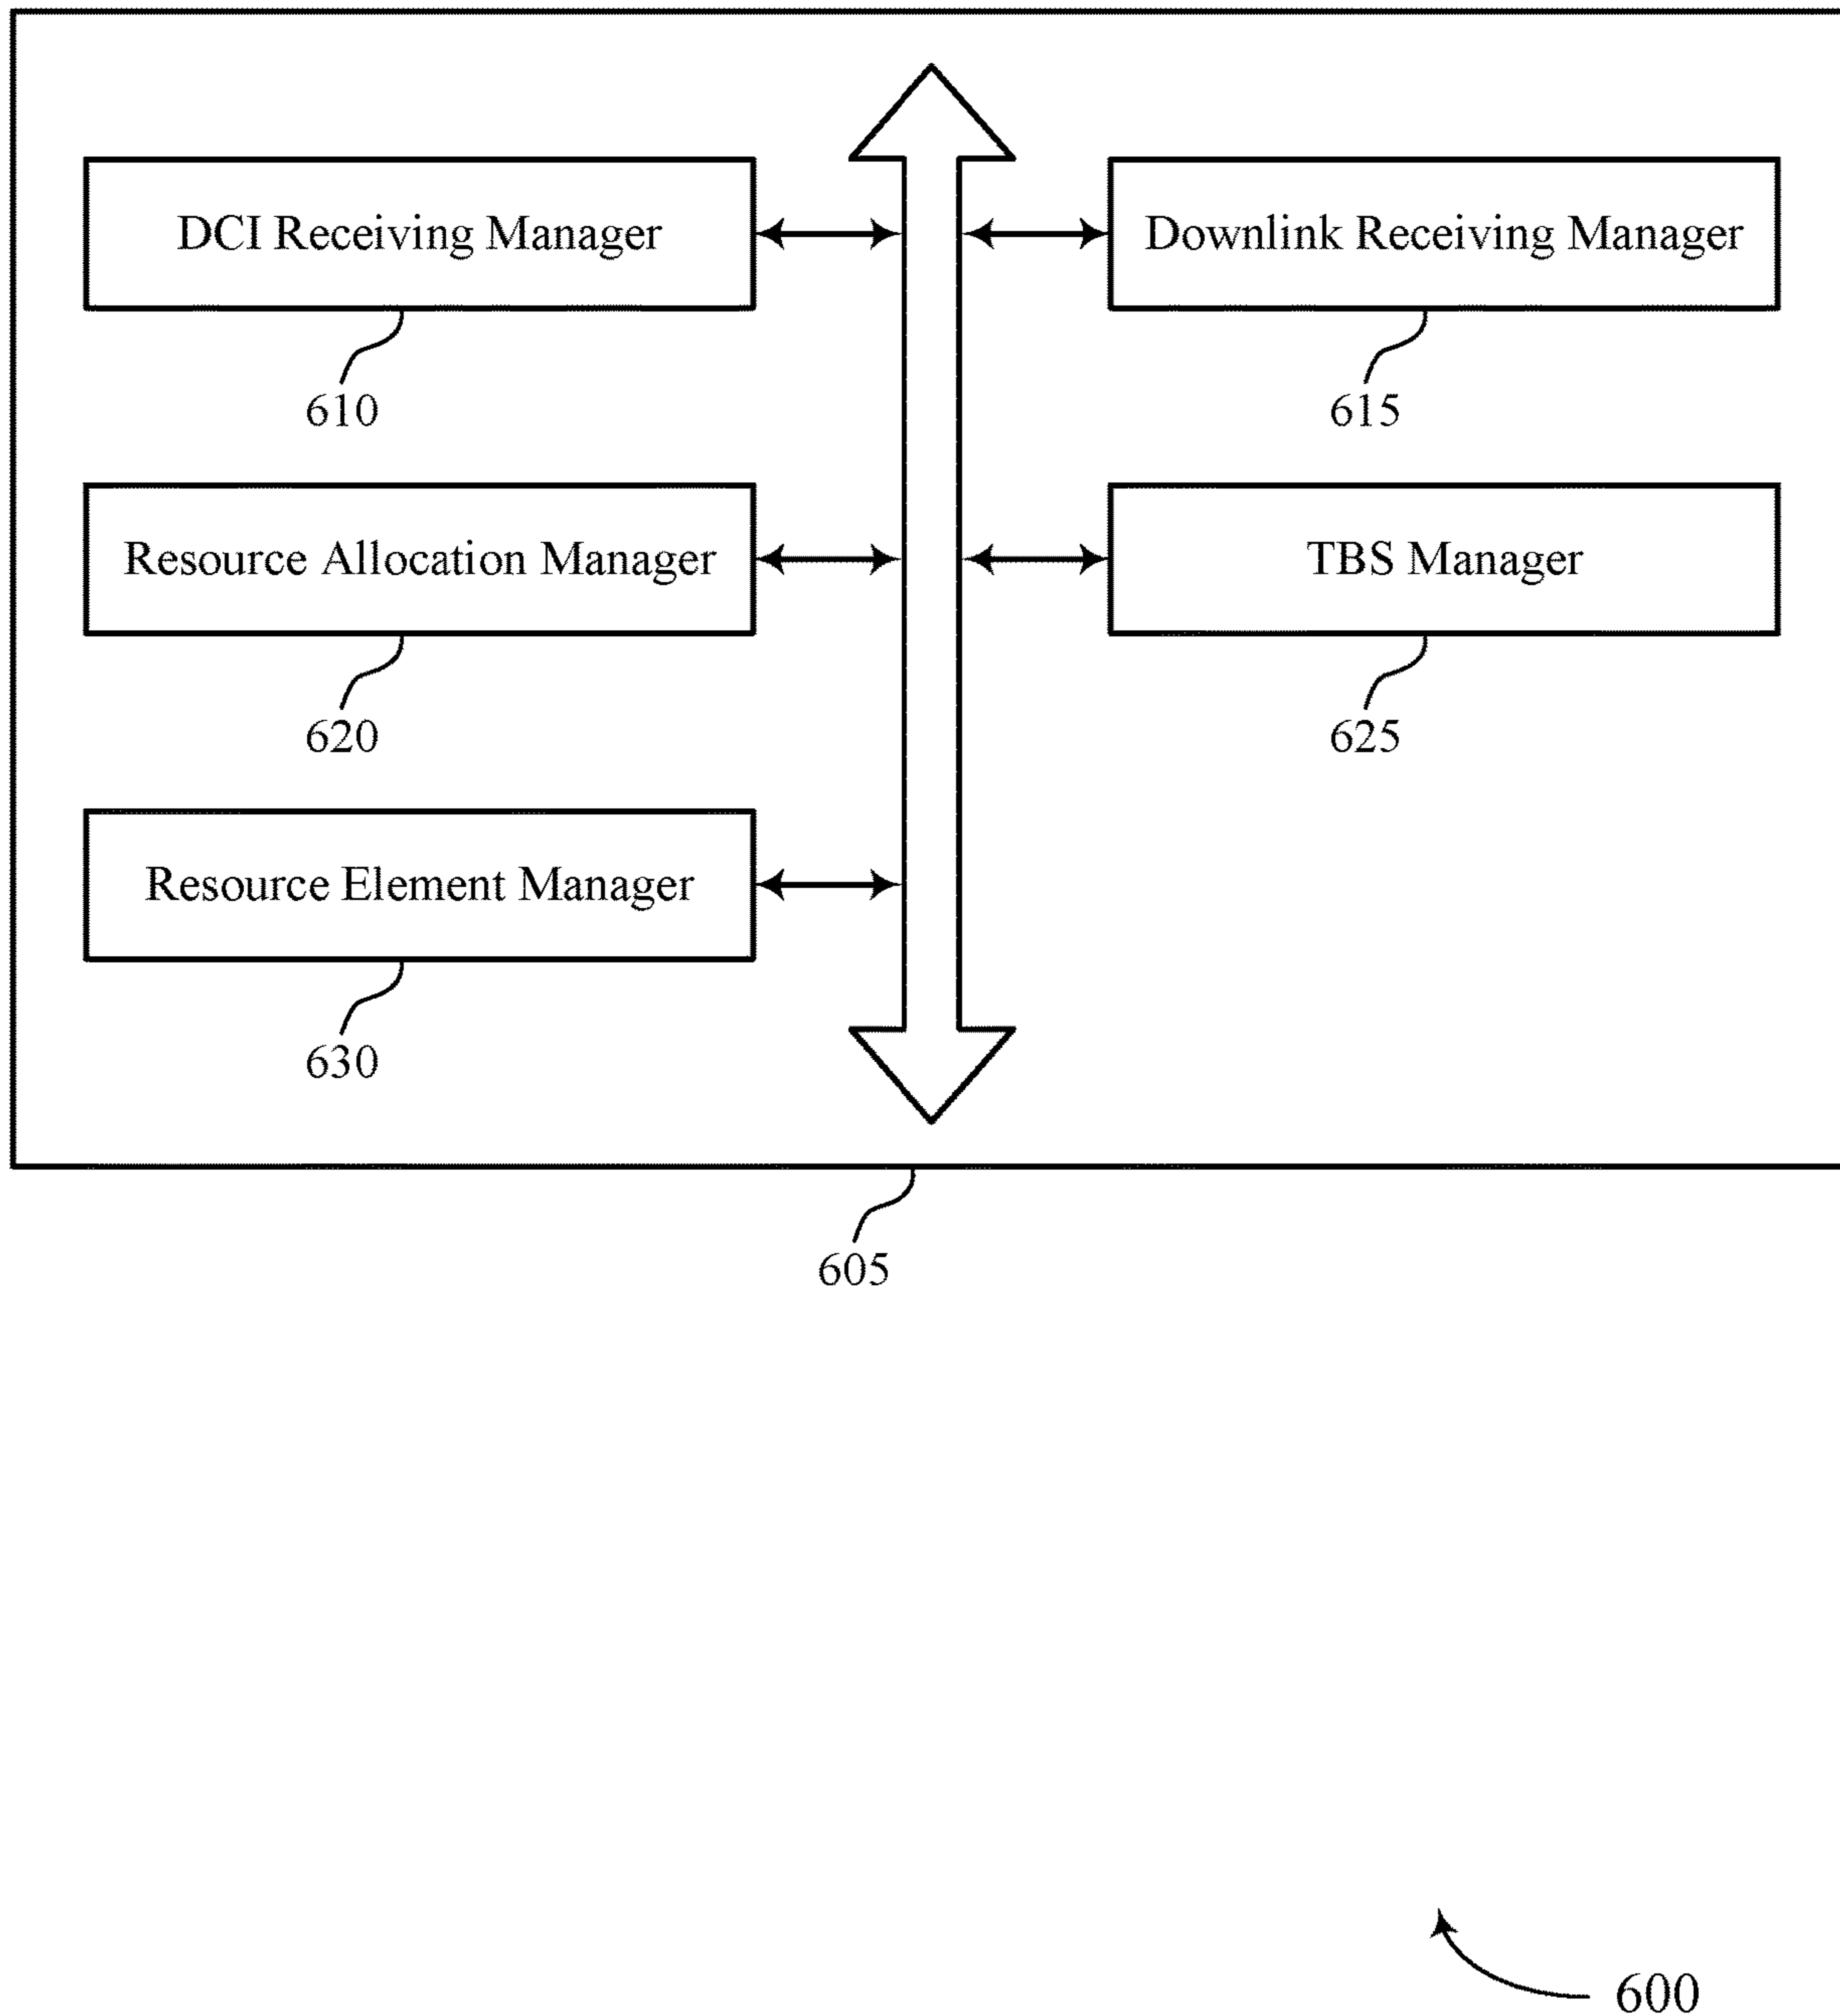 DCI Receiving Manager
Downlink Receiving Manager
610
615
Resource Allocation Manager
TBS Manager
620
625
Resource Element Manager
630
605
600